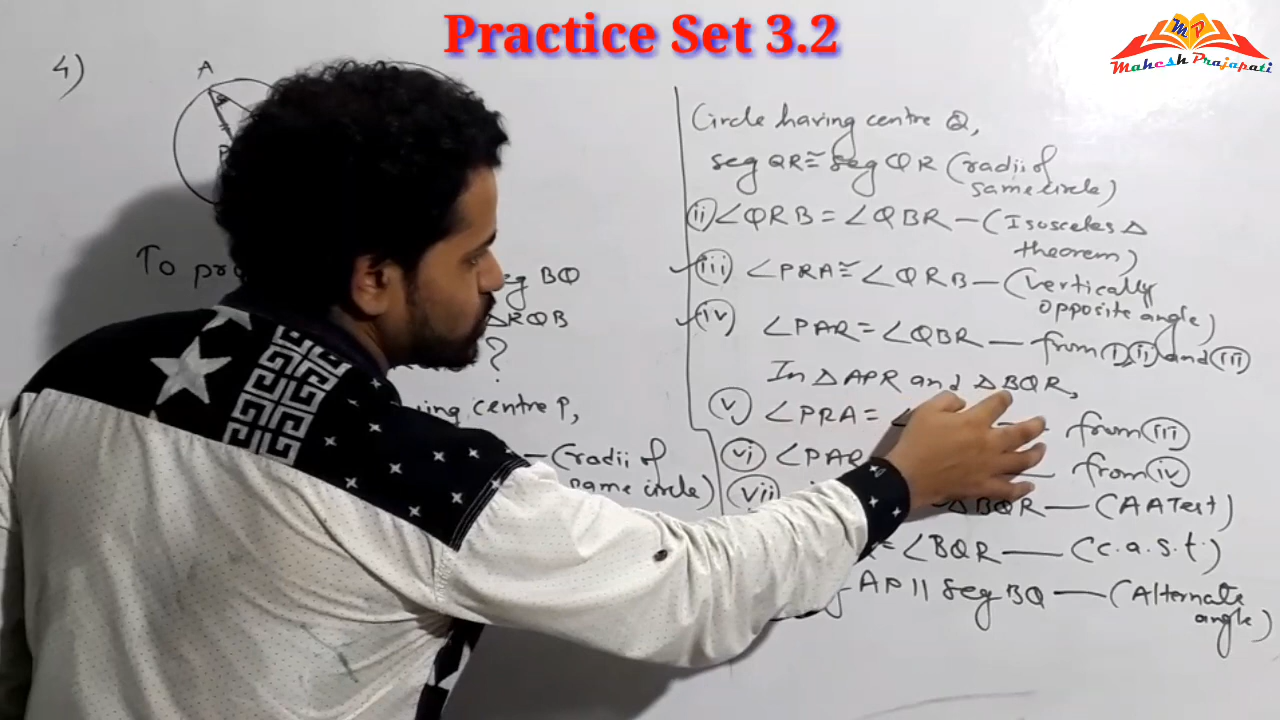 Practice Set 3.2
Mahesh Prajapati
4)
A
P
To pro
seg BQ
△RQB
?
ing centre P,
— (radii of
same circle)
Circle having centre Q,
seg QR ≅ seg QR (radii of
same circle)
(ii) ∠QRB = ∠QBR — (Isosceles △
theorem)
(iii) ∠PRA ≅ ∠QRB — (vertically
opposite angle)
(iv) ∠PAR = ∠QBR — from (I) (ii) and (III)
In △APR and △BQR,
(v) ∠PRA = ∠ — from (III)
(vi) ∠PAR — from (iv)
(vii) △BQR — (AA Test)
= ∠BQR — (c.a.s.t.)
AP || seg BQ — (Alternate
angle)